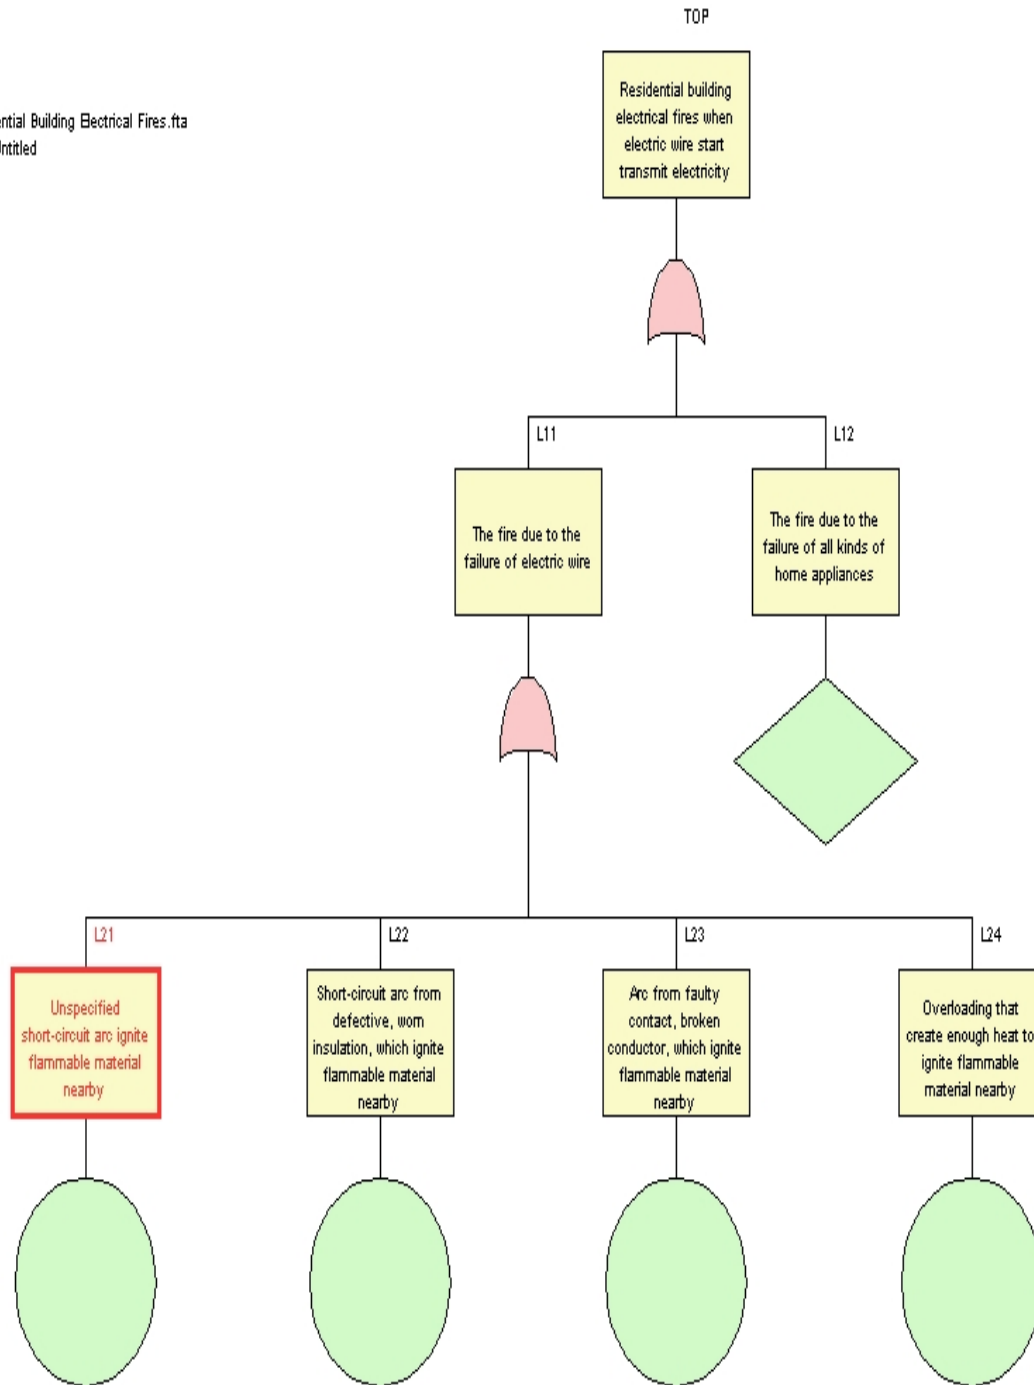 TOP
ential Building Electrical Fires.fta
Untitled
Residential building
electrical fires when
electric wire start
transmit electricity
L11
L12
The fire due to the
failure of electric wire
The fire due to the
failure of all kinds of
home appliances
L21
L22
L23
L24
Unspecified
short-circuit arc ignite
flammable material
nearby
Short-circuit arc from
defective, worn
insulation, which ignite
flammable material
nearby
Arc from faulty
contact, broken
conductor, which ignite
flammable material
nearby
Overloading that
create enough heat to
ignite flammable
material nearby